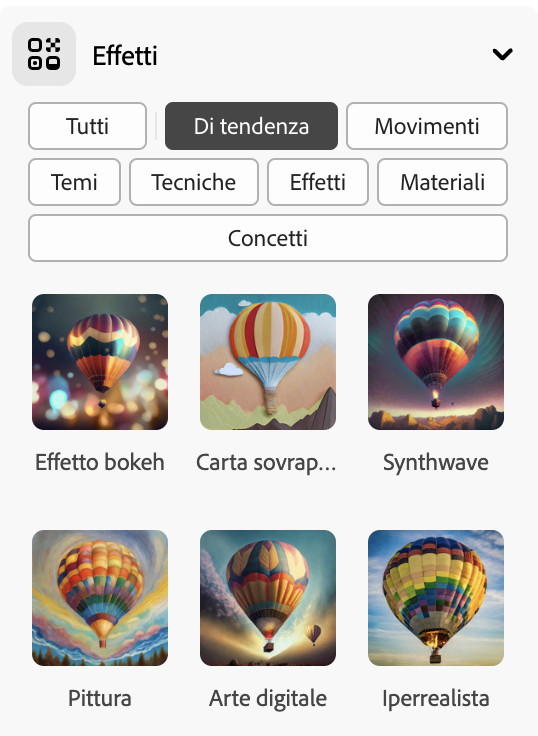 Effetti
Tutti
Di tendenza
Movimenti
Temi
Tecniche
Effetti
Materiali
Concetti
Effetto bokeh
Carta sovrap...
Synthwave
Pittura
Arte digitale
Iperrealista